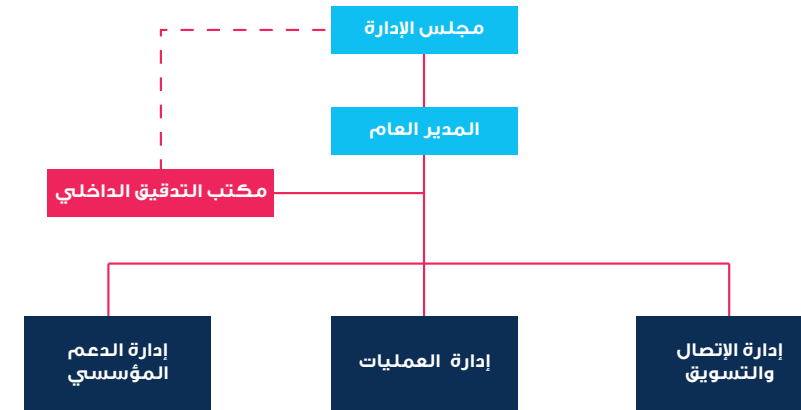 مجلس الإدارة
المدير العام
مكتب التدقيق الداخلي
إدارة الإتصال
والتسويق
إدارة العمليات
إدارة الدعم
المؤسسي